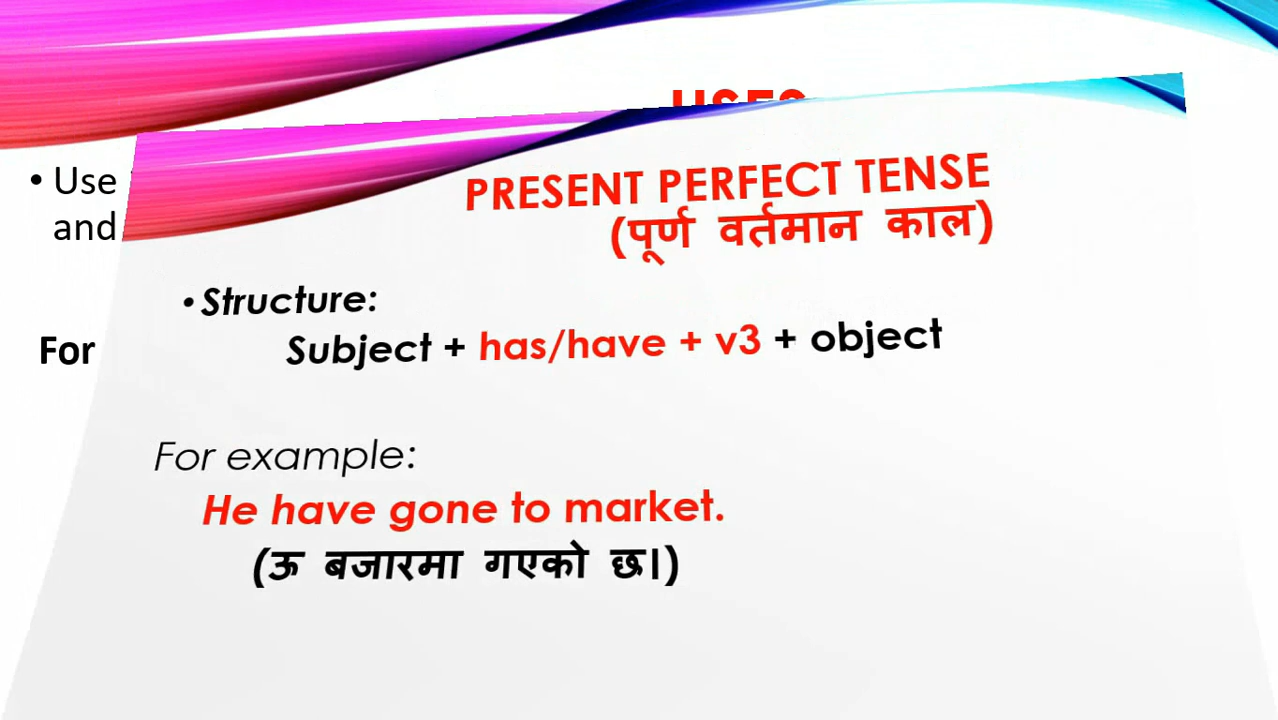 USES
• Use
and
For
PRESENT PERFECT TENSE
(पूर्ण वर्तमान काल)
• Structure:
Subject + has/have + v3 + object
For example:
He have gone to market.
(ऊ बजारमा गएको छ।)